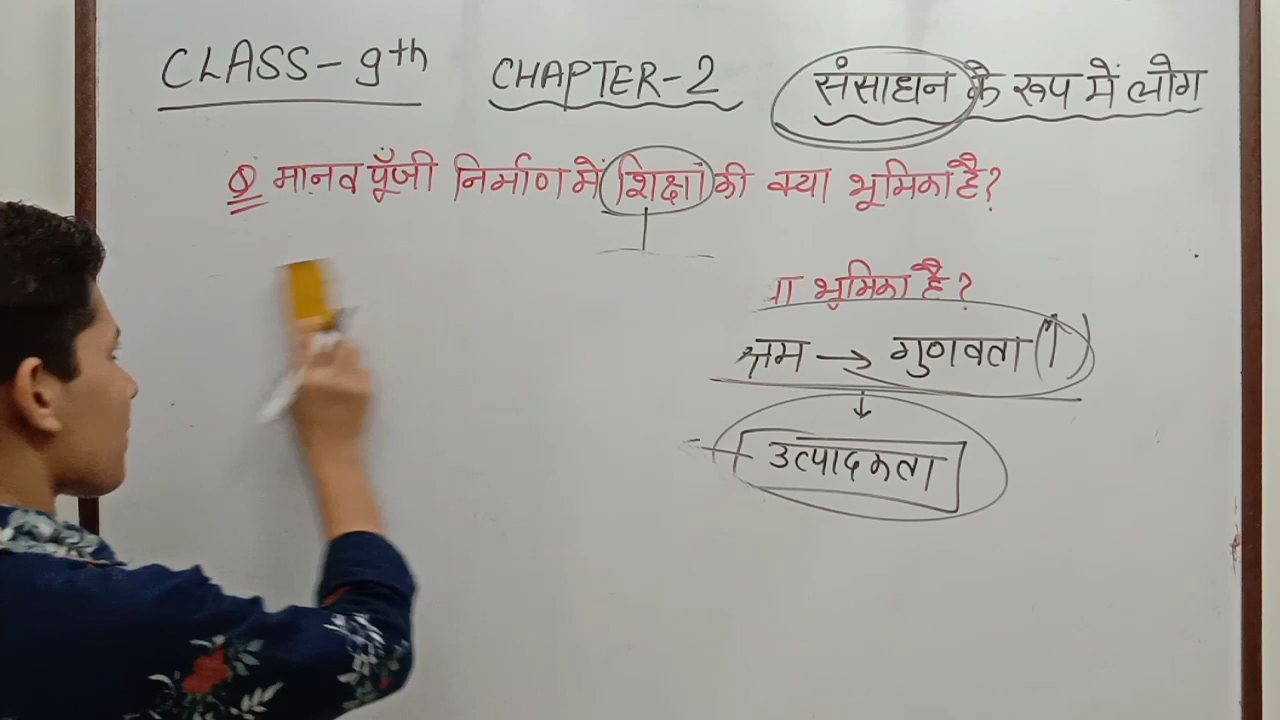 CLASS-9th CHAPTER-2 संसाधन के रूप में लोग
Q मानव पूँजी निर्माण में शिक्षा की क्या भूमिका है?
भूमिका है?
श्रम → गुणवता (↑)
↓
उत्पादकता